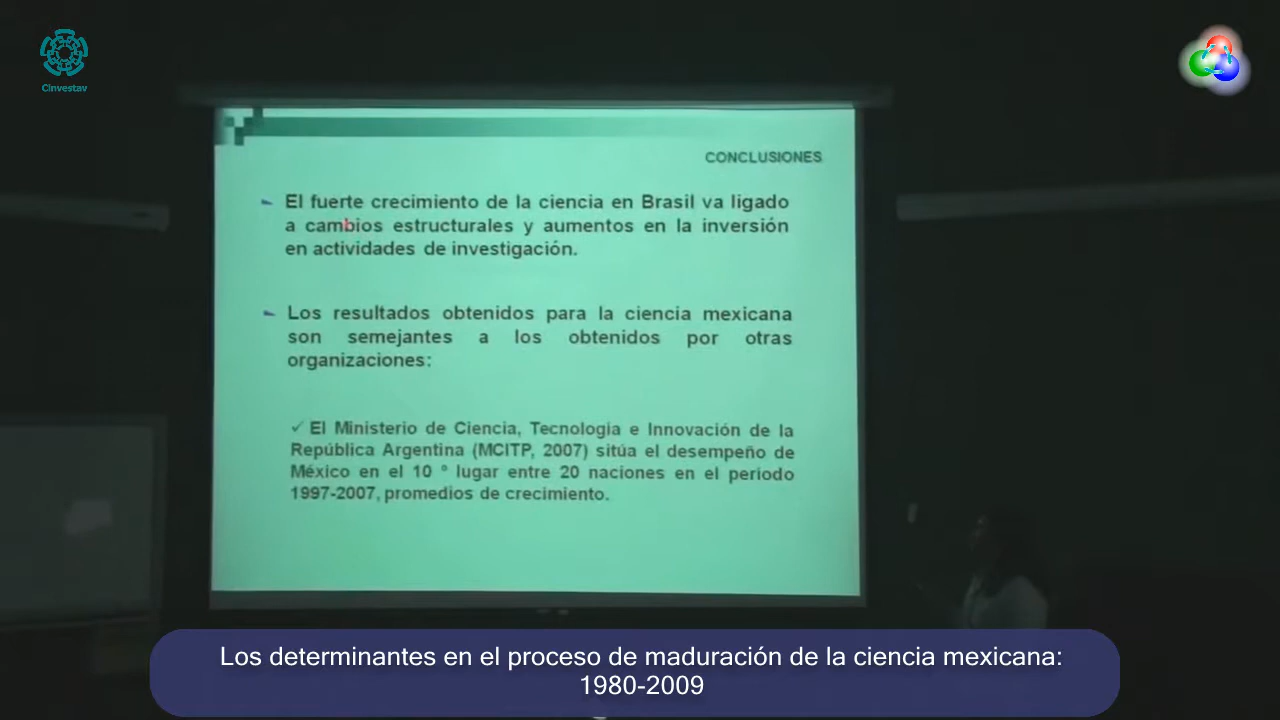 Cinvestav
CONCLUSIONES
El fuerte crecimiento de la ciencia en Brasil va ligado
a cambios estructurales y aumentos en la inversión
en actividades de investigación.
Los resultados obtenidos para la ciencia mexicana
son semejantes a los obtenidos por otras
organizaciones:
✓ El Ministerio de Ciencia, Tecnologia e Innovación de la
República Argentina (MCITP, 2007) sitúa el desempeño de
México en el 10 ° lugar entre 20 naciones en el periodo
1997-2007, promedios de crecimiento.
Los determinantes en el proceso de maduración de la ciencia mexicana:
1980-2009